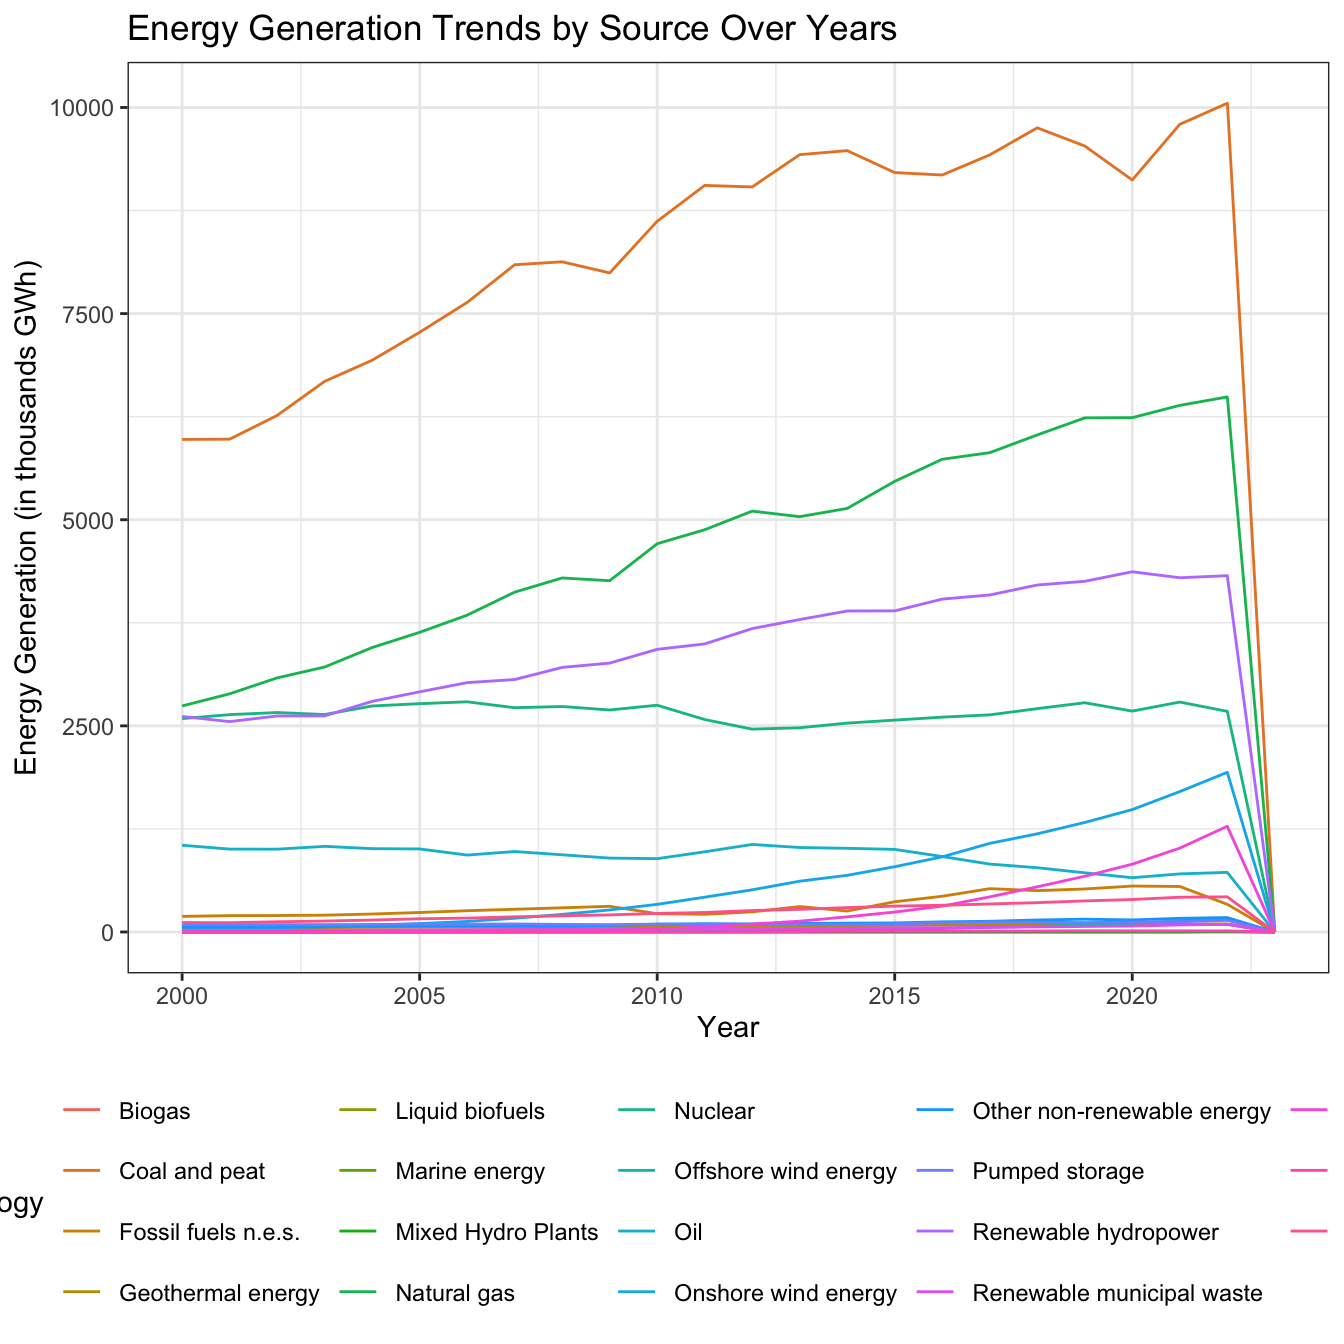 Energy Generation Trends by Source Over Years
Energy Generation (in thousands GWh)
10000
7500
5000
2500
0
2000 2005 2010 2015 2020
Year
ogy
Biogas Liquid biofuels Nuclear Other non-renewable energy
Coal and peat Marine energy Offshore wind energy Pumped storage
Fossil fuels n.e.s. Mixed Hydro Plants Oil Renewable hydropower
Geothermal energy Natural gas Onshore wind energy Renewable municipal waste